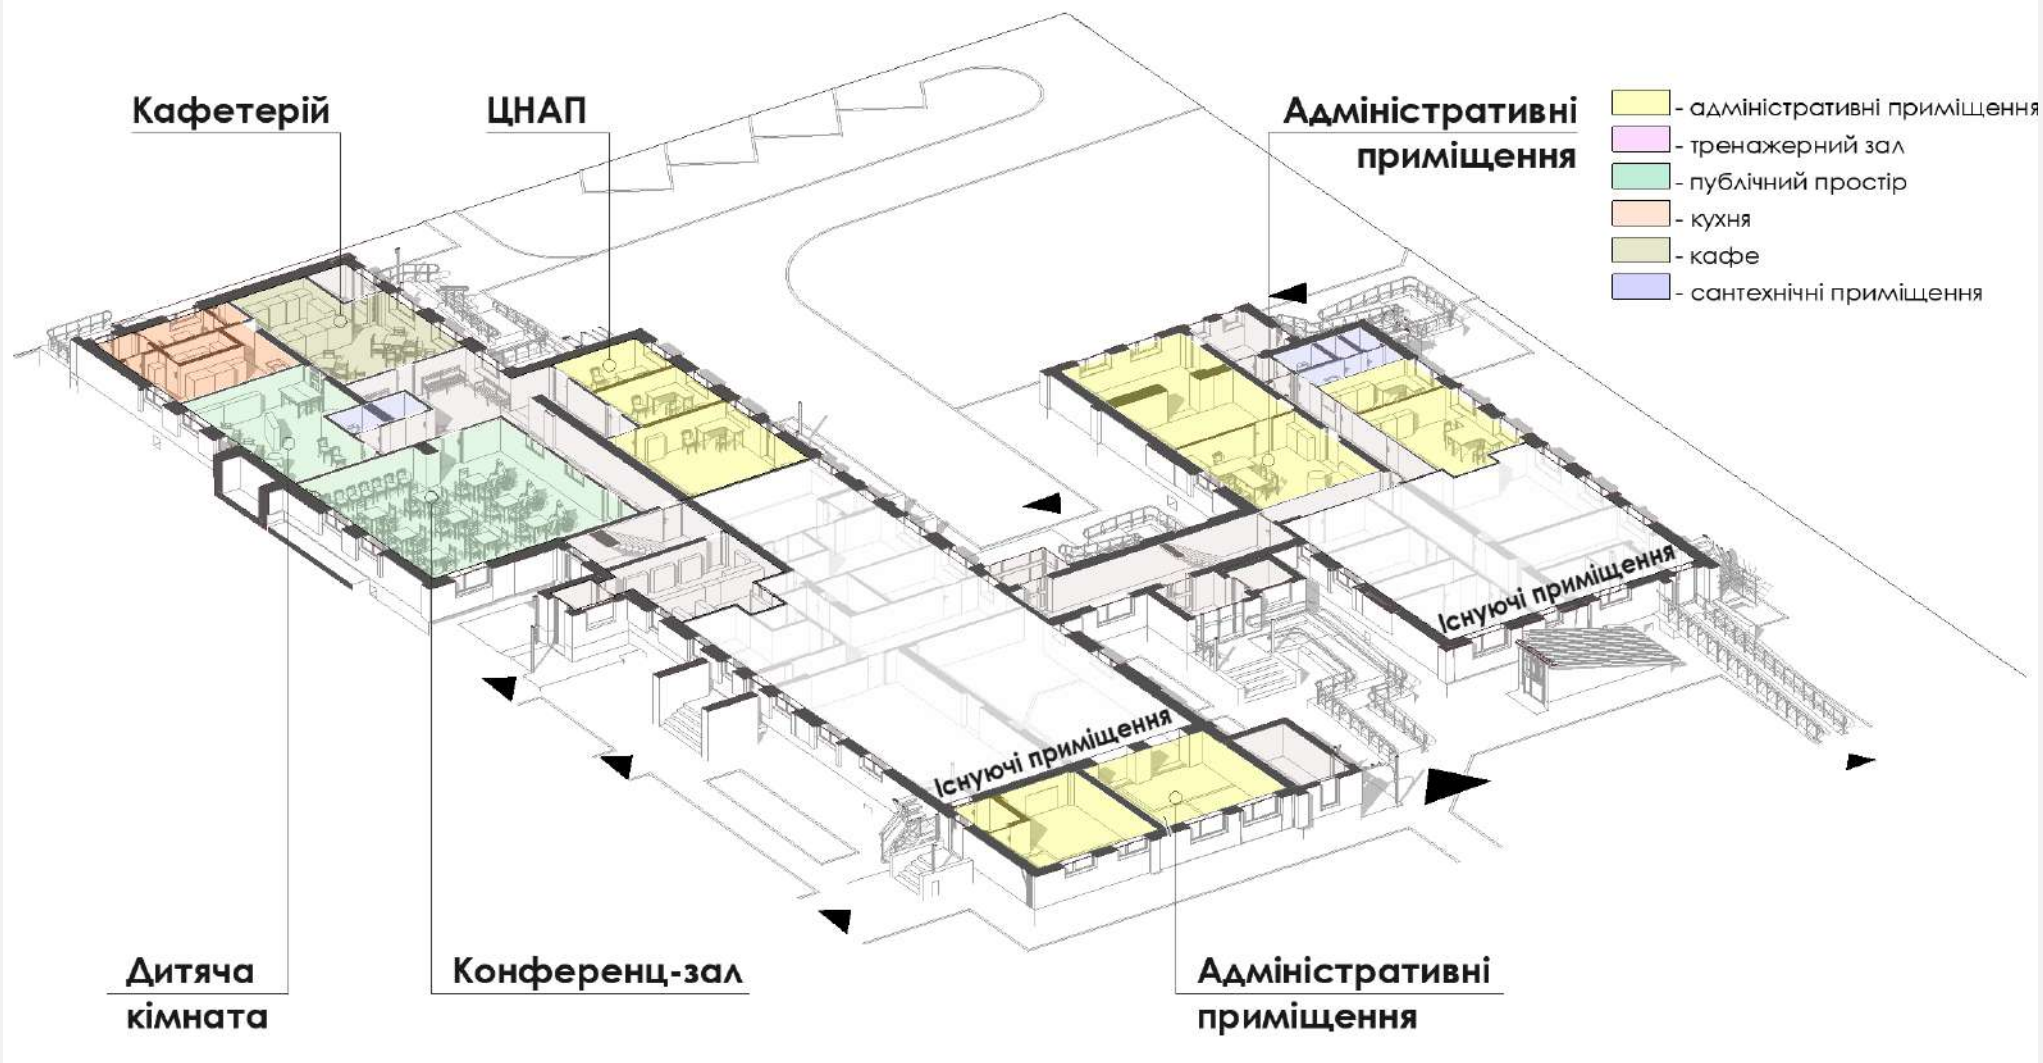 Кафетерій
ЦНАП
Адміністративні
приміщення
- адміністративні приміщення
- тренажерний зал
- публічний простір
- кухня
- кафе
- сантехнічні приміщення
Існуючі приміщення
Існуючі приміщення
Дитяча
кімната
Конференц-зал
Адміністративні
приміщення